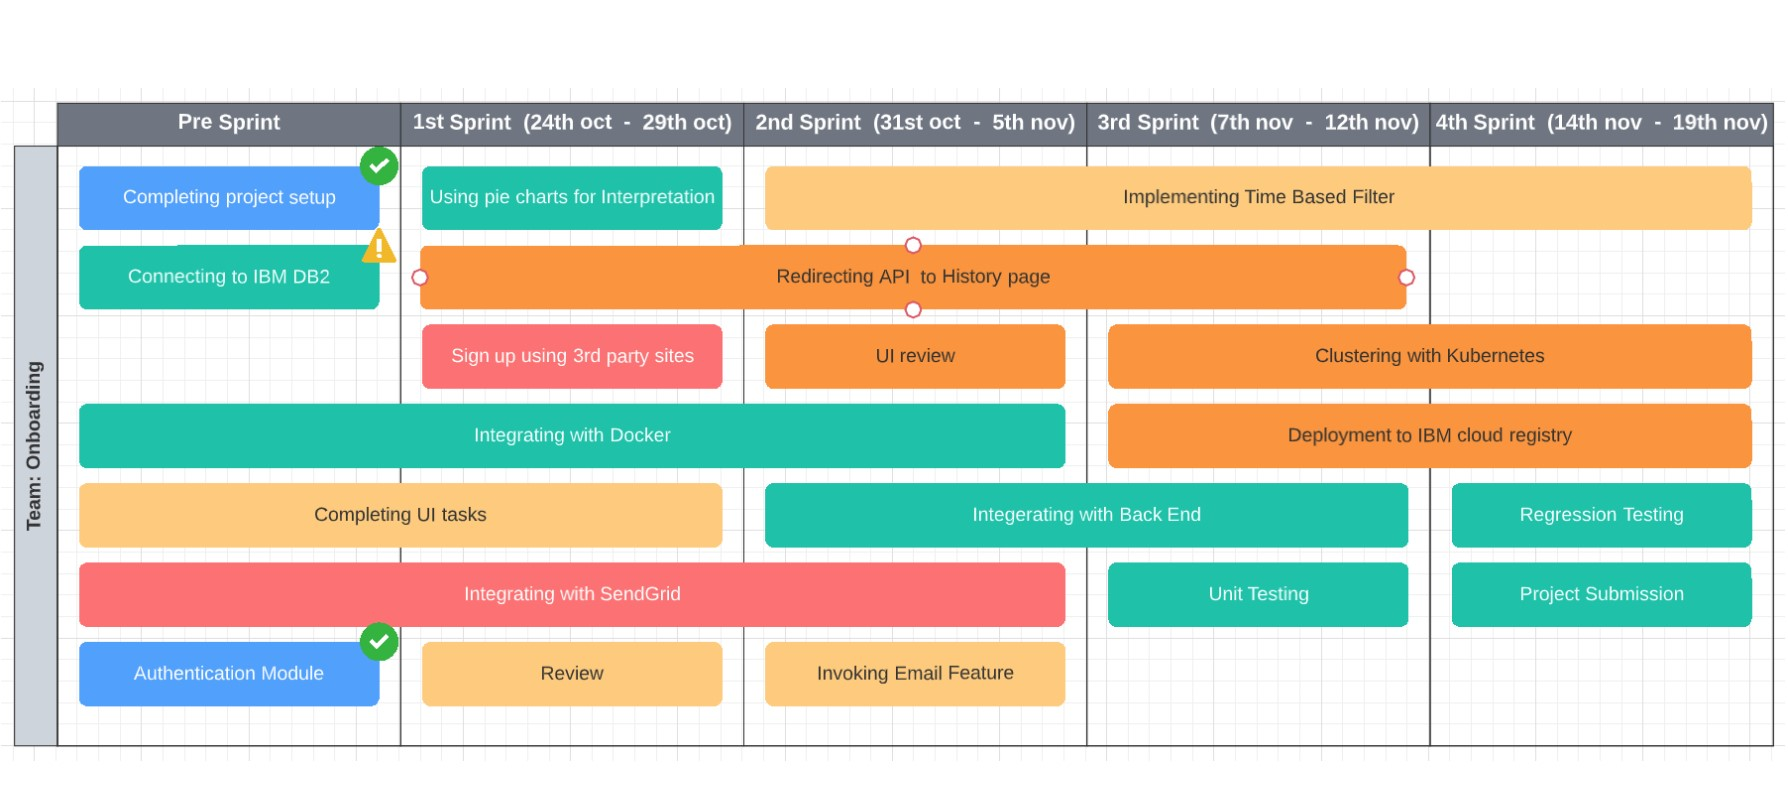 Pre Sprint
1st Sprint (24th oct - 29th oct)
2nd Sprint (31st oct - 5th nov)
3rd Sprint (7th nov - 12th nov)
4th Sprint (14th nov - 19th nov)
Team: Onboarding
Completing project setup
Using pie charts for Interpretation
Implementing Time Based Filter
Connecting to IBM DB2
Redirecting API to History page
Sign up using 3rd party sites
UI review
Clustering with Kubernetes
Integrating with Docker
Deployment to IBM cloud registry
Completing UI tasks
Integerating with Back End
Regression Testing
Integrating with SendGrid
Unit Testing
Project Submission
Authentication Module
Review
Invoking Email Feature